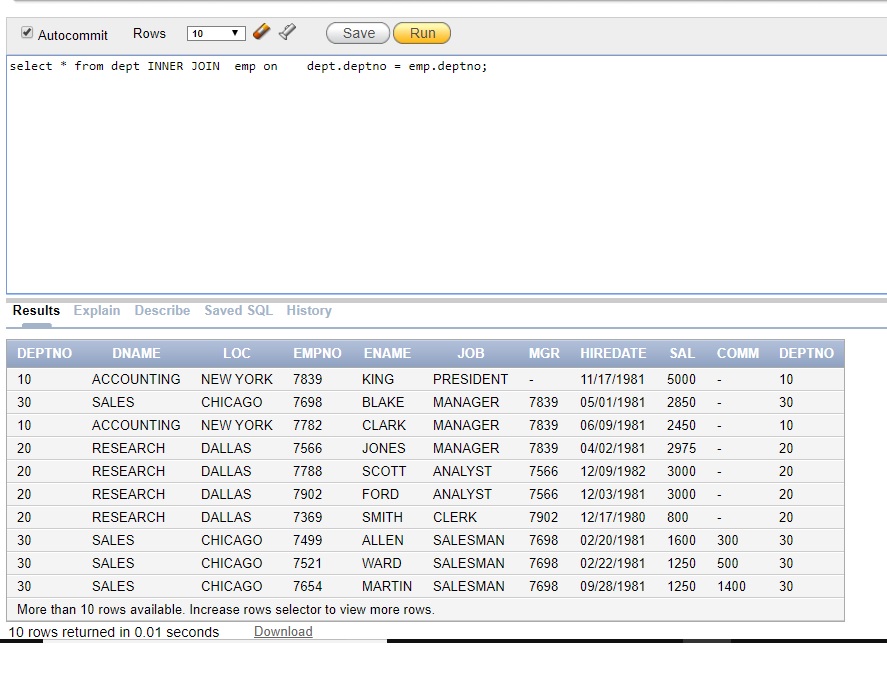 Autocommit Rows 10 Save Run
select * from dept INNER JOIN  emp on    dept.deptno = emp.deptno;
Results Explain Describe Saved SQL History
DEPTNO DNAME LOC EMPNO ENAME JOB MGR HIREDATE SAL COMM DEPTNO
10 ACCOUNTING NEW YORK 7839 KING PRESIDENT - 11/17/1981 5000 - 10
30 SALES CHICAGO 7698 BLAKE MANAGER 7839 05/01/1981 2850 - 30
10 ACCOUNTING NEW YORK 7782 CLARK MANAGER 7839 06/09/1981 2450 - 10
20 RESEARCH DALLAS 7566 JONES MANAGER 7839 04/02/1981 2975 - 20
20 RESEARCH DALLAS 7788 SCOTT ANALYST 7566 12/09/1982 3000 - 20
20 RESEARCH DALLAS 7902 FORD ANALYST 7566 12/03/1981 3000 - 20
20 RESEARCH DALLAS 7369 SMITH CLERK 7902 12/17/1980 800 - 20
30 SALES CHICAGO 7499 ALLEN SALESMAN 7698 02/20/1981 1600 300 30
30 SALES CHICAGO 7521 WARD SALESMAN 7698 02/22/1981 1250 500 30
30 SALES CHICAGO 7654 MARTIN SALESMAN 7698 09/28/1981 1250 1400 30
More than 10 rows available. Increase rows selector to view more rows.
10 rows returned in 0.01 seconds Download